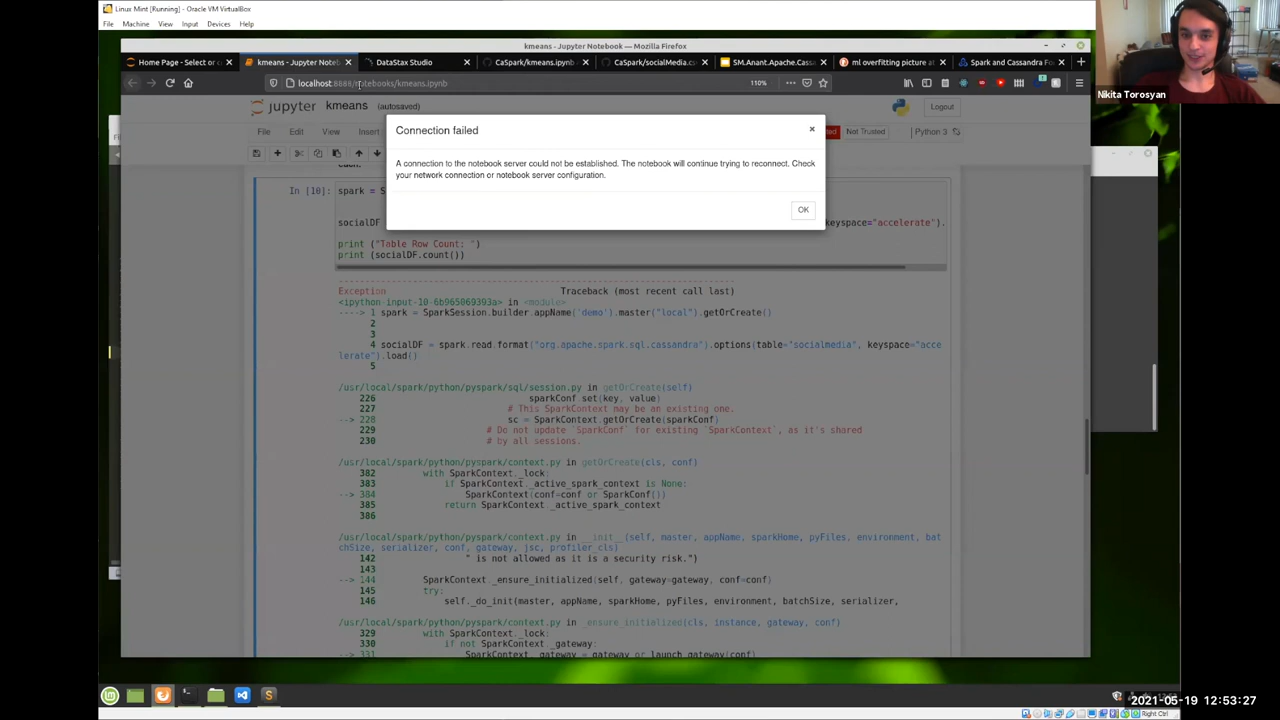 Linux Mint [Running] - Oracle VM VirtualBox
File Machine View Input Devices Help
kmeans - Jupyter Notebook — Mozilla Firefox
Home Page - Select or c
kmeans - Jupyter Noteb
DataStax Studio
CaSpark/kmeans.ipynb
CaSpark/socialMedia.cs
SM.Anant.Apache.Cass
ml overfitting picture at
Spark and Cassandra Fo
localhost:8888/notebooks/kmeans.ipynb
110%
Nikita Torosyan
jupyter kmeans (autosaved)
Logout
File Edit View Insert
Not Trusted
Python 3
Connection failed
A connection to the notebook server could not be established. The notebook will continue trying to reconnect. Check
your network connection or notebook server configuration.
OK
In [10]: spark = S
socialDF
keyspace="accelerate").
print ("Table Row Count: ")
print (socialDF.count())
Exception Traceback (most recent call last)
<ipython-input-10-6b965069393a> in <module>
----> 1 spark = SparkSession.builder.appName('demo').master("local").getOrCreate()
2
3
4 socialDF = spark.read.format("org.apache.spark.sql.cassandra").options(table="socialmedia", keyspace="acce
lerate").load()
5
/usr/local/spark/python/pyspark/sql/session.py in getOrCreate(self)
226 sparkConf.set(key, value)
227 # This SparkContext may be an existing one.
--> 228 sc = SparkContext.getOrCreate(sparkConf)
229 # Do not update `SparkConf` for existing `SparkContext`, as it's shared
230 # by all sessions.
/usr/local/spark/python/pyspark/context.py in getOrCreate(cls, conf)
382 with SparkContext._lock:
383 if SparkContext._active_spark_context is None:
--> 384 SparkContext(conf=conf or SparkConf())
385 return SparkContext._active_spark_context
386
/usr/local/spark/python/pyspark/context.py in __init__(self, master, appName, sparkHome, pyFiles, environment, bat
chSize, serializer, conf, gateway, jsc, profiler_cls)
142 " is not allowed as it is a security risk.")
143
--> 144 SparkContext._ensure_initialized(self, gateway=gateway, conf=conf)
145 try:
146 self._do_init(master, appName, sparkHome, pyFiles, environment, batchSize, serializer,
/usr/local/spark/python/pyspark/context.py in _ensure_initialized(cls, instance, gateway, conf)
329 with SparkContext._lock:
330 if not SparkContext._gateway:
--> 331 SparkContext._gateway = gateway or launch_gateway(conf)
2021-05-19 12:53:27
Right Ctrl